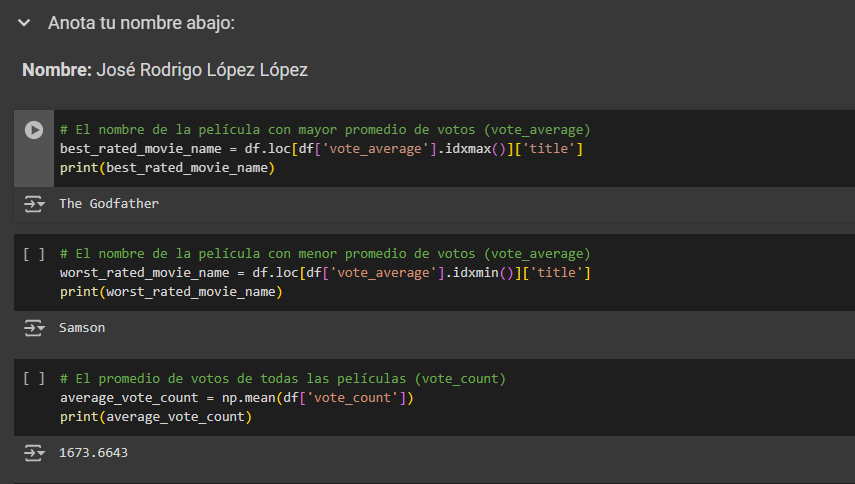 Anota tu nombre abajo:
Nombre: José Rodrigo López López
# El nombre de la película con mayor promedio de votos (vote_average)
best_rated_movie_name = df.loc[df['vote_average'].idxmax()]['title']
print(best_rated_movie_name)
The Godfather
[ ] # El nombre de la película con menor promedio de votos (vote_average)
worst_rated_movie_name = df.loc[df['vote_average'].idxmin()]['title']
print(worst_rated_movie_name)
Samson
[ ] # El promedio de votos de todas las películas (vote_count)
average_vote_count = np.mean(df['vote_count'])
print(average_vote_count)
1673.6643